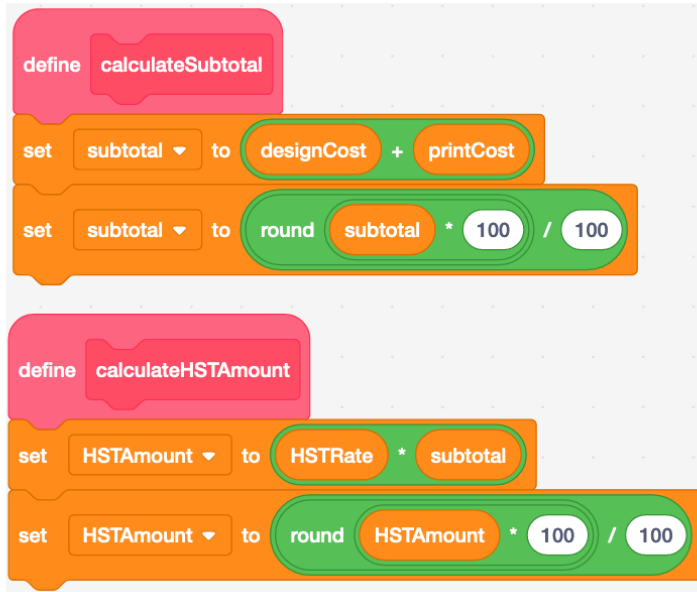 define calculateSubtotal
set subtotal to designCost + printCost
set subtotal to round subtotal * 100 / 100
define calculateHSTAmount
set HSTAmount to HSTRate * subtotal
set HSTAmount to round HSTAmount * 100 / 100